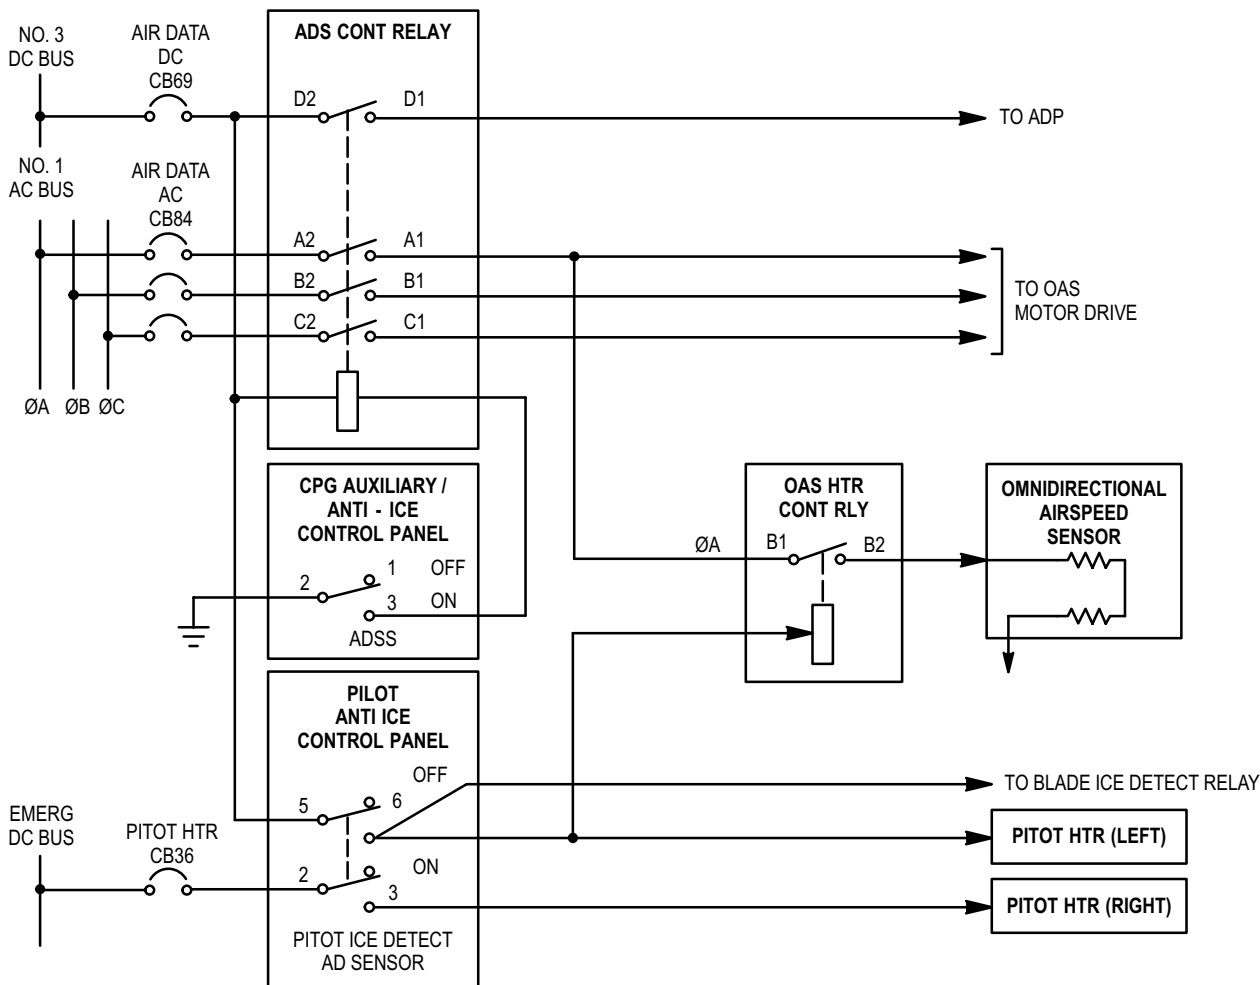 NO. 3
DC BUS
AIR DATA
DC
CB69
ADS CONT RELAY
D2
D1
TO ADP
NO. 1
AC BUS
AIR DATA
AC
CB84
A2
A1
B2
B1
C2
C1
TO OAS
MOTOR DRIVE
ØA
ØB
ØC
CPG AUXILIARY /
ANTI - ICE
CONTROL PANEL
1
OFF
2
3
ON
ADSS
OAS HTR
CONT RLY
ØA
B1
B2
OMNIDIRECTIONAL
AIRSPEED
SENSOR
PILOT
ANTI ICE
CONTROL PANEL
OFF
5
6
TO BLADE ICE DETECT RELAY
EMERG
DC BUS
PITOT HTR
CB36
PITOT HTR (LEFT)
2
ON
3
PITOT HTR (RIGHT)
PITOT ICE DETECT
AD SENSOR